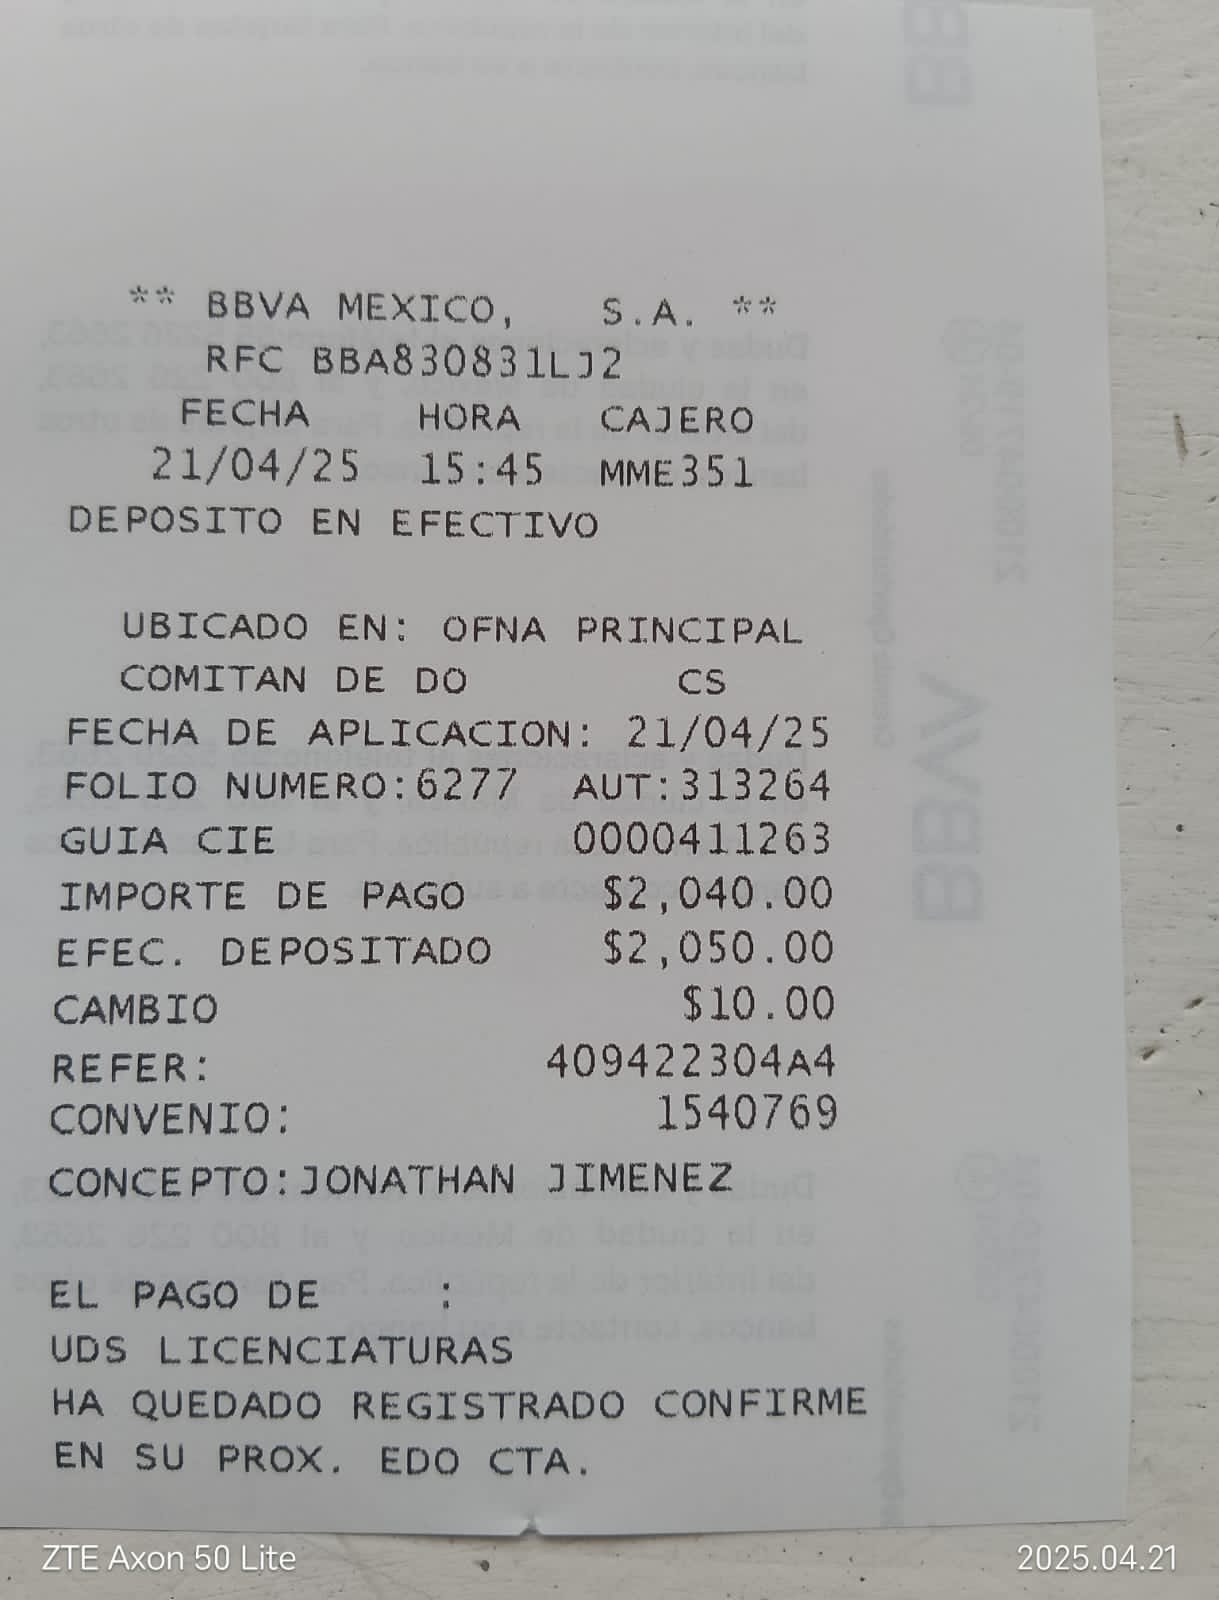 ** BBVA MEXICO, S.A. **
RFC BBA830831LJ2
FECHA HORA CAJERO
21/04/25 15:45 MME351
DEPOSITO EN EFECTIVO
UBICADO EN: OFNA PRINCIPAL
COMITAN DE DO CS
FECHA DE APLICACION: 21/04/25
FOLIO NUMERO:6277 AUT:313264
GUIA CIE 0000411263
IMPORTE DE PAGO $2,040.00
EFEC. DEPOSITADO $2,050.00
CAMBIO $10.00
REFER: 409422304A4
CONVENIO: 1540769
CONCEPTO:JONATHAN JIMENEZ
EL PAGO DE :
UDS LICENCIATURAS
HA QUEDADO REGISTRADO CONFIRME
EN SU PROX. EDO CTA.
ZTE Axon 50 Lite
2025.04.21